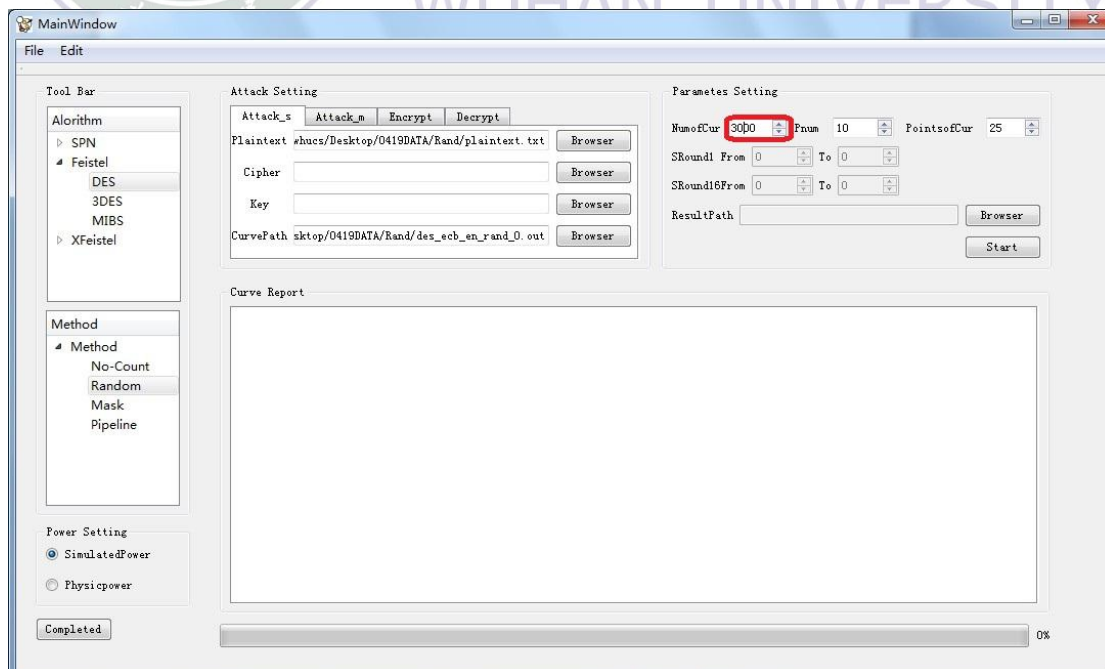 WUHAN UNIVERSITY
MainWindow
File Edit
Tool Bar
Alorithm
SPN
Feistel
DES
3DES
MIBS
XFeistel
Method
Method
No-Count
Random
Mask
Pipeline
Power Setting
SimulatedPower
Physicpower
Completed
Attack Setting
Attack_s Attack_m Encrypt Decrypt
Plaintext whucs/Desktop/0419DATA/Rand/plaintext.txt Browser
Cipher Browser
Key Browser
CurvePath sktop/0419DATA/Rand/des_ecb_en_rand_0.out Browser
Parametes Setting
NumofCur 3000 Pnum 10 PointsofCur 25
SRound1 From 0 To 0
SRound16From 0 To 0
ResultPath Browser
Start
Curve Report
0%